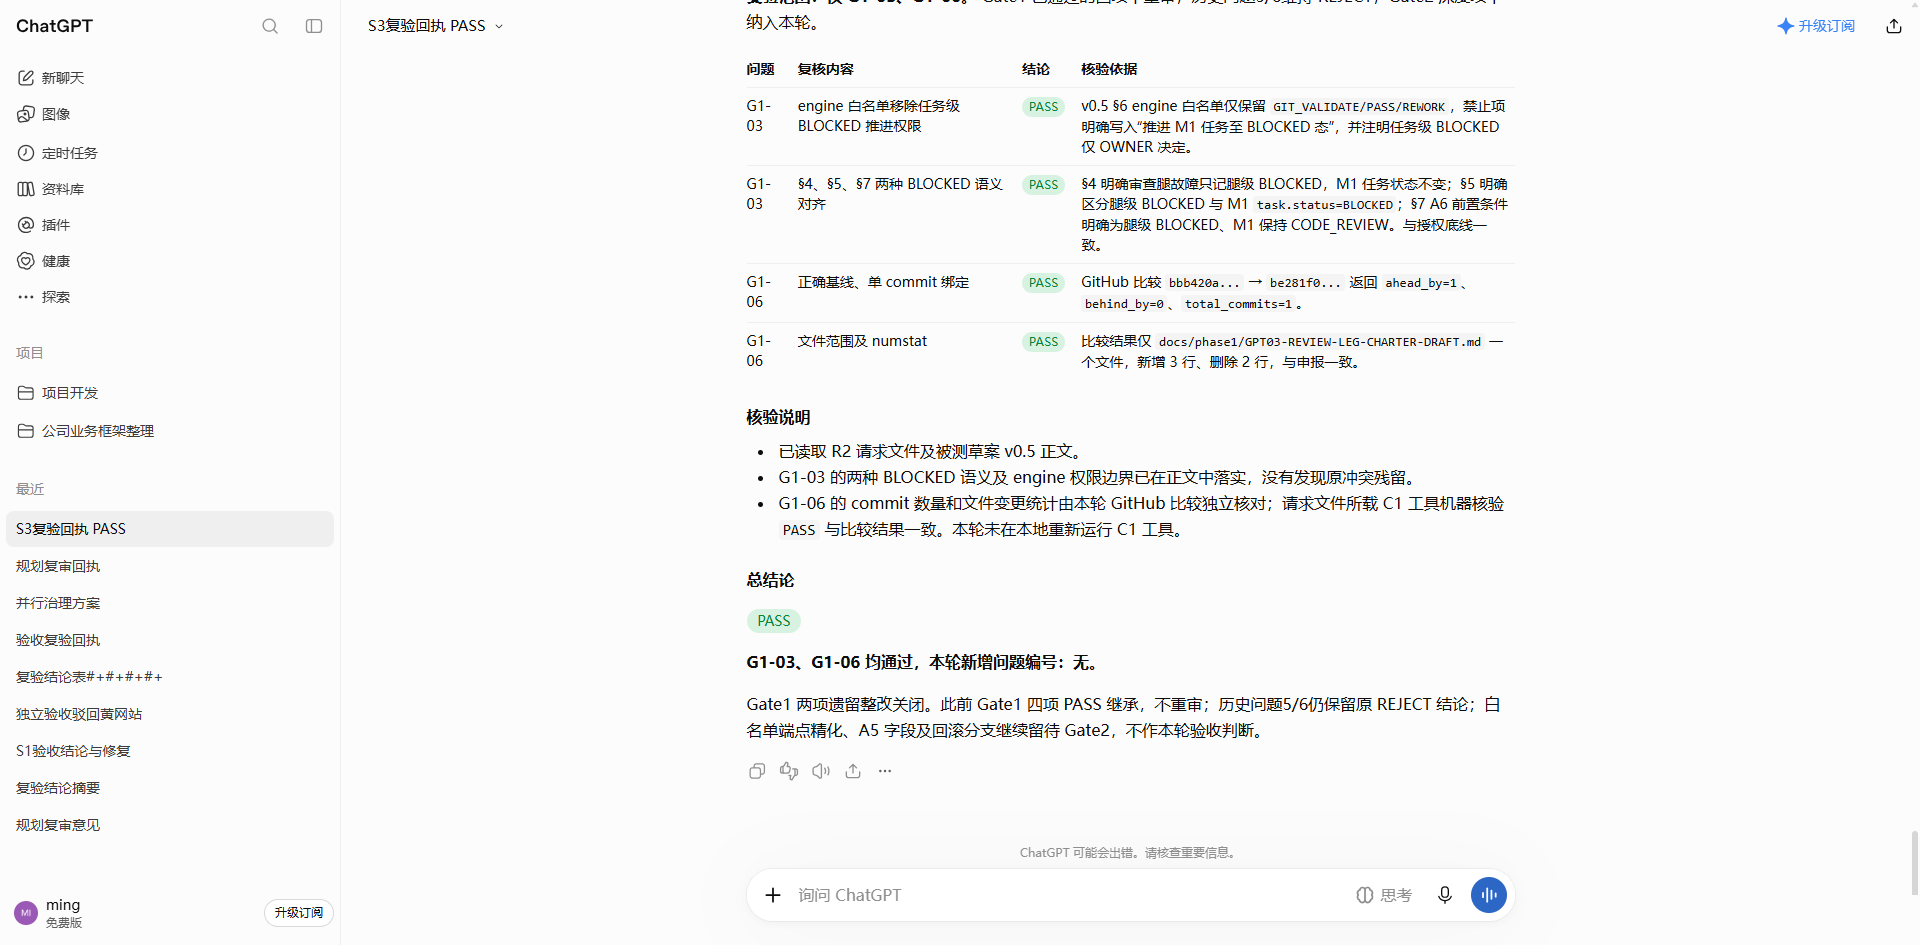 ChatGPT
新聊天
图像
定时任务
资料库
插件
健康
探索
项目
项目开发
公司业务框架整理
最近
S3复验回执 PASS
规划复审回执
并行治理方案
验收复验回执
复验结论表#+#+#+#+
独立验收驳回黄网站
S1验收结论与修复
复验结论摘要
规划复审意见
MI
ming
免费版
升级订阅
S3复验回执 PASS
升级订阅
纳入本轮。
问题 复核内容 结论 核验依据
G1-
03
engine 白名单移除任务级
BLOCKED 推进权限
PASS
v0.5 §6 engine 白名单仅保留 GIT_VALIDATE/PASS/REWORK，禁止项
明确写入“推进 M1 任务至 BLOCKED 态”，并注明任务级 BLOCKED
仅 OWNER 决定。
G1-
03
§4、§5、§7 两种 BLOCKED 语义
对齐
PASS
§4 明确审查腿故障只记腿级 BLOCKED，M1 任务状态不变；§5 明确
区分腿级 BLOCKED 与 M1 task.status=BLOCKED；§7 A6 前置条件
明确为腿级 BLOCKED、M1 保持 CODE_REVIEW。与授权底线一
致。
G1-
06
正确基线、单 commit 绑定
PASS
GitHub 比较 bbb420a... → be281f0... 返回 ahead_by=1、
behind_by=0、total_commits=1。
G1-
06
文件范围及 numstat
PASS
比较结果仅 docs/phase1/GPT03-REVIEW-LEG-CHARTER-DRAFT.md 一
个文件，新增 3 行、删除 2 行，与申报一致。
核验说明
• 已读取 R2 请求文件及被测草案 v0.5 正文。
• G1-03 的两种 BLOCKED 语义及 engine 权限边界已在正文中落实，没有发现原冲突残留。
• G1-06 的 commit 数量和文件变更统计由本轮 GitHub 比较独立核对；请求文件所载 C1 工具机器核验
PASS 与比较结果一致。本轮未在本地重新运行 C1 工具。
总结论
PASS
G1-03、G1-06 均通过，本轮新增问题编号：无。
Gate1 两项遗留整改关闭。此前 Gate1 四项 PASS 继承，不重审；历史问题5/6仍保留原 REJECT 结论；白
名单端点精化、A5 字段及回滚分支继续留待 Gate2，不作本轮验收判断。
ChatGPT 可能会出错。请核查重要信息。
询问 ChatGPT
思考